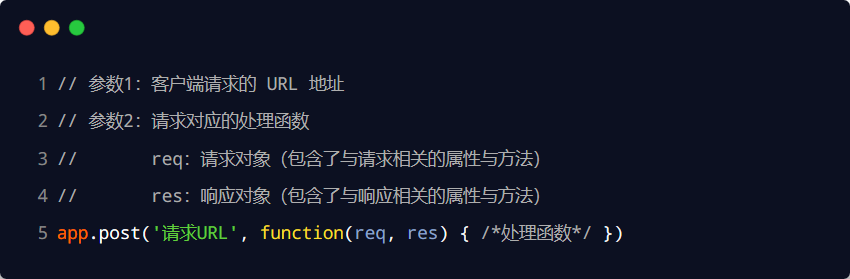 1 // 参数1：客户端请求的 URL 地址
2 // 参数2：请求对应的处理函数
3 //      req：请求对象（包含了与请求相关的属性与方法）
4 //      res：响应对象（包含了与响应相关的属性与方法）
5 app.post('请求URL', function(req, res) { /*处理函数*/ })